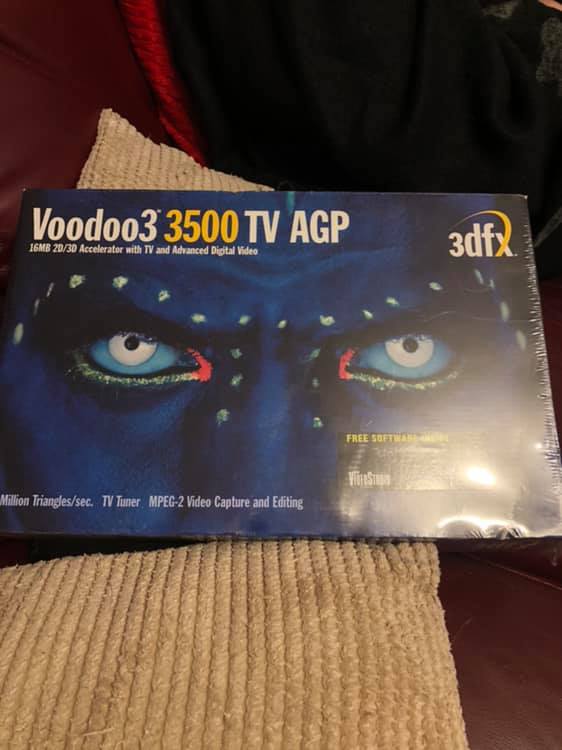 Voodoo3™ 3500 TV AGP
16MB 2D/3D Accelerator with TV and Advanced Digital Video
3dfx
FREE SOFTWARE
VIDEOSTUDIO
Million Triangles/sec. TV Tuner MPEG-2 Video Capture and Editing